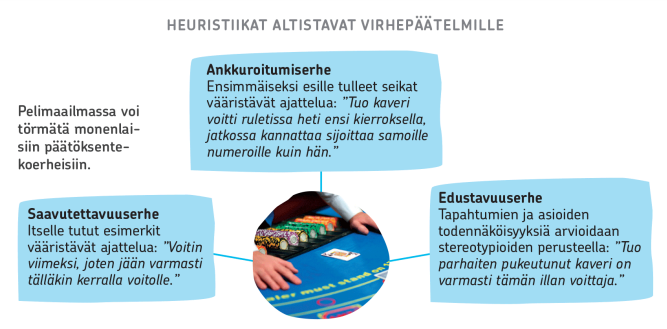 HEURISTIIKAT ALTISTAVAT VIRHEPÄÄTELMILLE
Ankkuroitumiserhe
Ensimmäiseksi esille tulleet seikat
vääristävät ajattelua: ”Tuo kaveri
voitti ruletissa heti ensi kierroksella,
jatkossa kannattaa sijoittaa samoille
numeroille kuin hän.”
Pelimaailmassa voi
törmätä monenlai-
siin päätöksente-
koerheisiin.
Saavutettavuuserhe
Itselle tutut esimerkit
vääristävät ajattelua: ”Voitin
viimeksi, joten jään varmasti
tälläkin kerralla voitolle.”
Edustavuuserhe
Tapahtumien ja asioiden
todennäköisyyksiä arvioidaan
stereotypioiden perusteella: ”Tuo
parhaiten pukeutunut kaveri on
varmasti tämän illan voittaja.”
must stand on